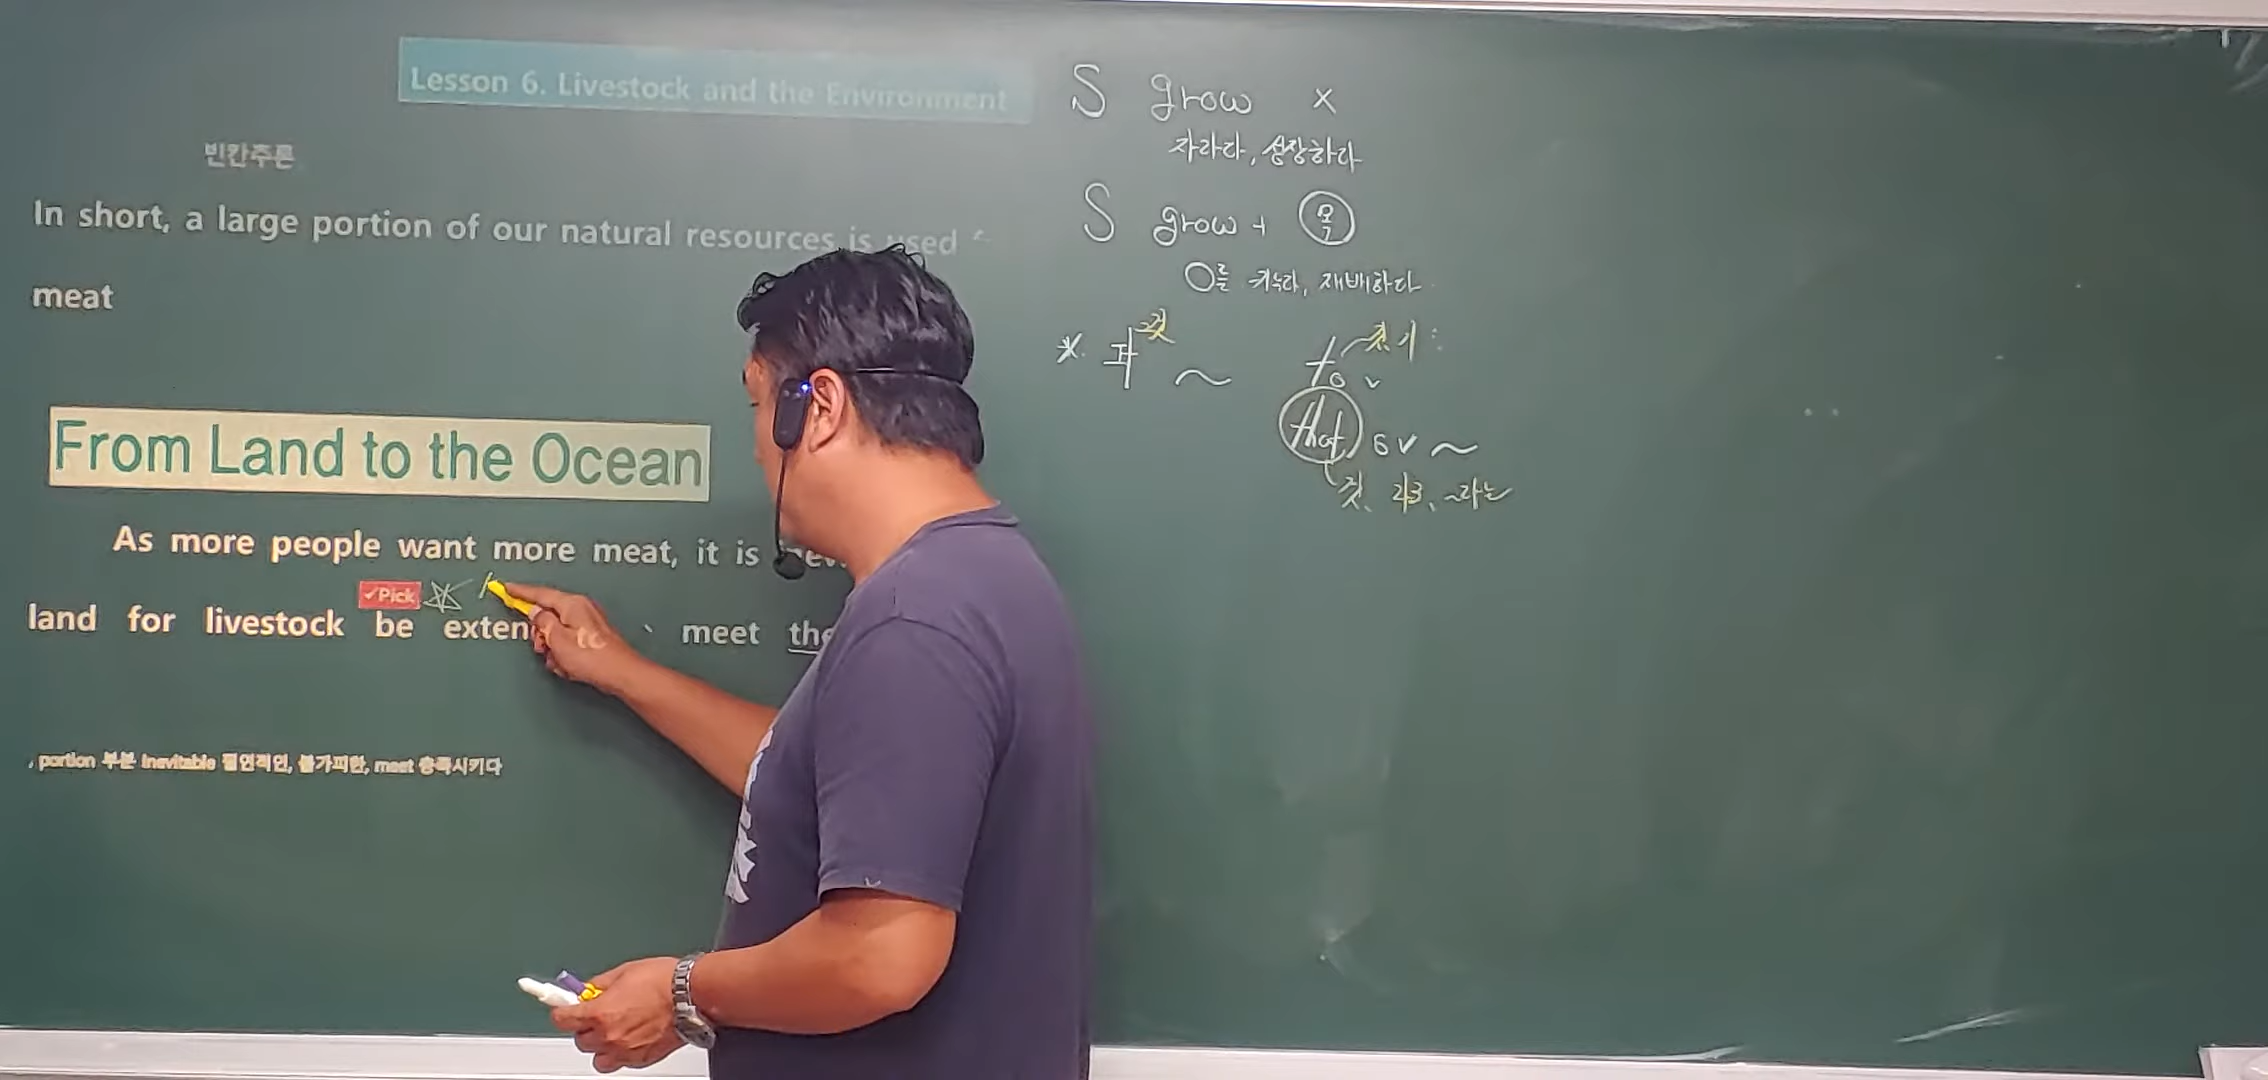 Lesson 6. Livestock and the Environment
빈칸추론
In short, a large portion of our natural resources is used
meat
From Land to the Ocean
As more people want more meat, it is
✓Pick
land for livestock be exten to meet the
, portion 부분 inevitable 필연적인, 불가피한, meet 충족시키다
S grow x
자라다, 성장하다
S grow + 목
O를 키우다, 재배하다
to v
that s v ~
것, 라고, ~라는